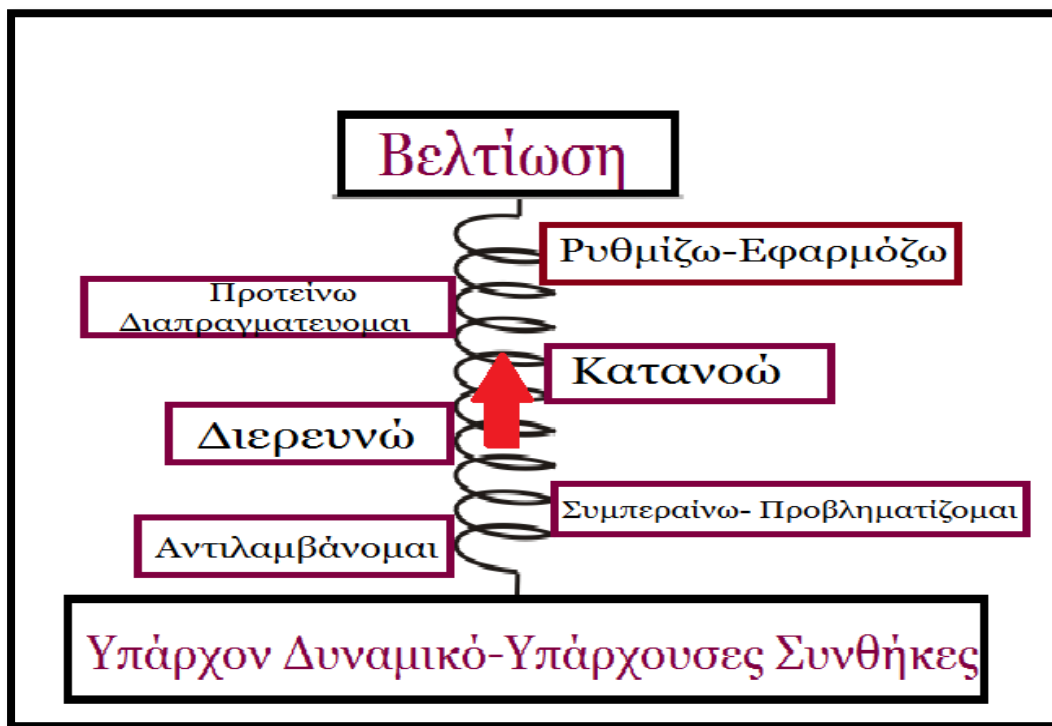 Βελτίωση
Ρυθμίζω-Εφαρμόζω
Προτείνω
Διαπραγματευομαι
Κατανοώ
Διερευνώ
Συμπεραίνω- Προβληματίζομαι
Αντιλαμβάνομαι
Υπάρχον Δυναμικό-Υπάρχουσες Συνθήκες